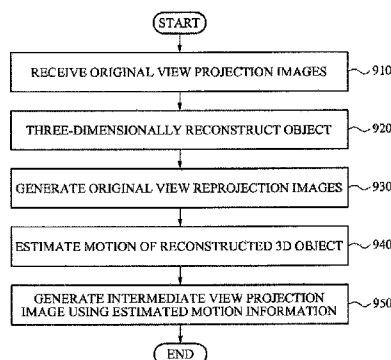 START
RECEIVE ORIGINAL VIEW PROJECTION IMAGES
910
THREE-DIMENSIONALLY RECONSTRUCT OBJECT
920
GENERATE ORIGINAL VIEW REPROJECTION IMAGES
930
ESTIMATE MOTION OF RECONSTRUCTED 3D OBJECT
940
GENERATE INTERMEDIATE VIEW PROJECTION
IMAGE USING ESTIMATED MOTION INFORMATION
950
END